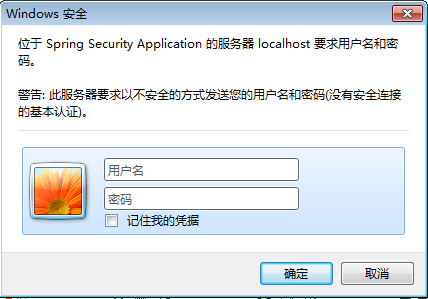 Windows 安全
位于 Spring Security Application 的服务器 localhost 要求用户名和密
码。
警告: 此服务器要求以不安全的方式发送您的用户名和密码(没有安全连接
的基本认证)。
用户名
密码
记住我的凭据
确定
取消